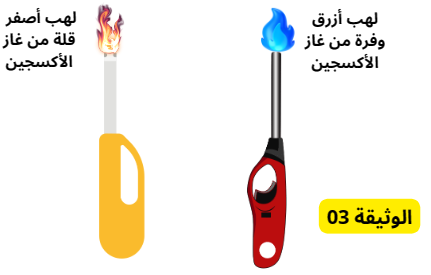 لهب أزرق
وفرة من غاز
الأكسجين
لهب أصفر
قلة من غاز
الأكسجين
الوثيقة 03